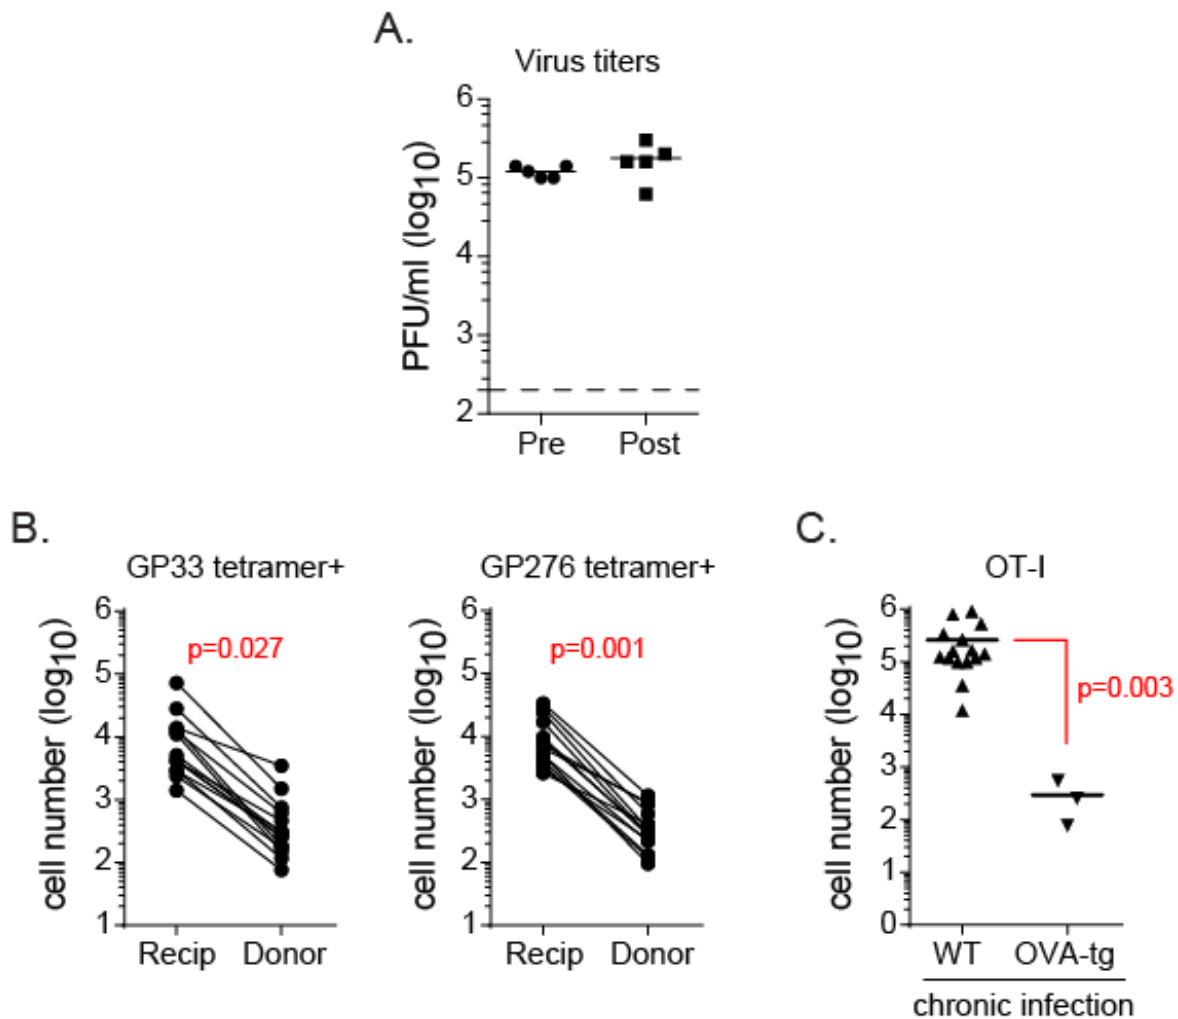 A.
Virus titers
PFU/ml (log10)
6
5
4
3
2
Pre Post
B.
GP33 tetramer+
cell number (log10)
6
5
4
3
2
1
p=0.027
Recip Donor
GP276 tetramer+
cell number (log10)
6
5
4
3
2
1
p=0.001
Recip Donor
C.
OT-I
cell number (log10)
6
5
4
3
2
1
0
p=0.003
WT OVA-tg
chronic infection